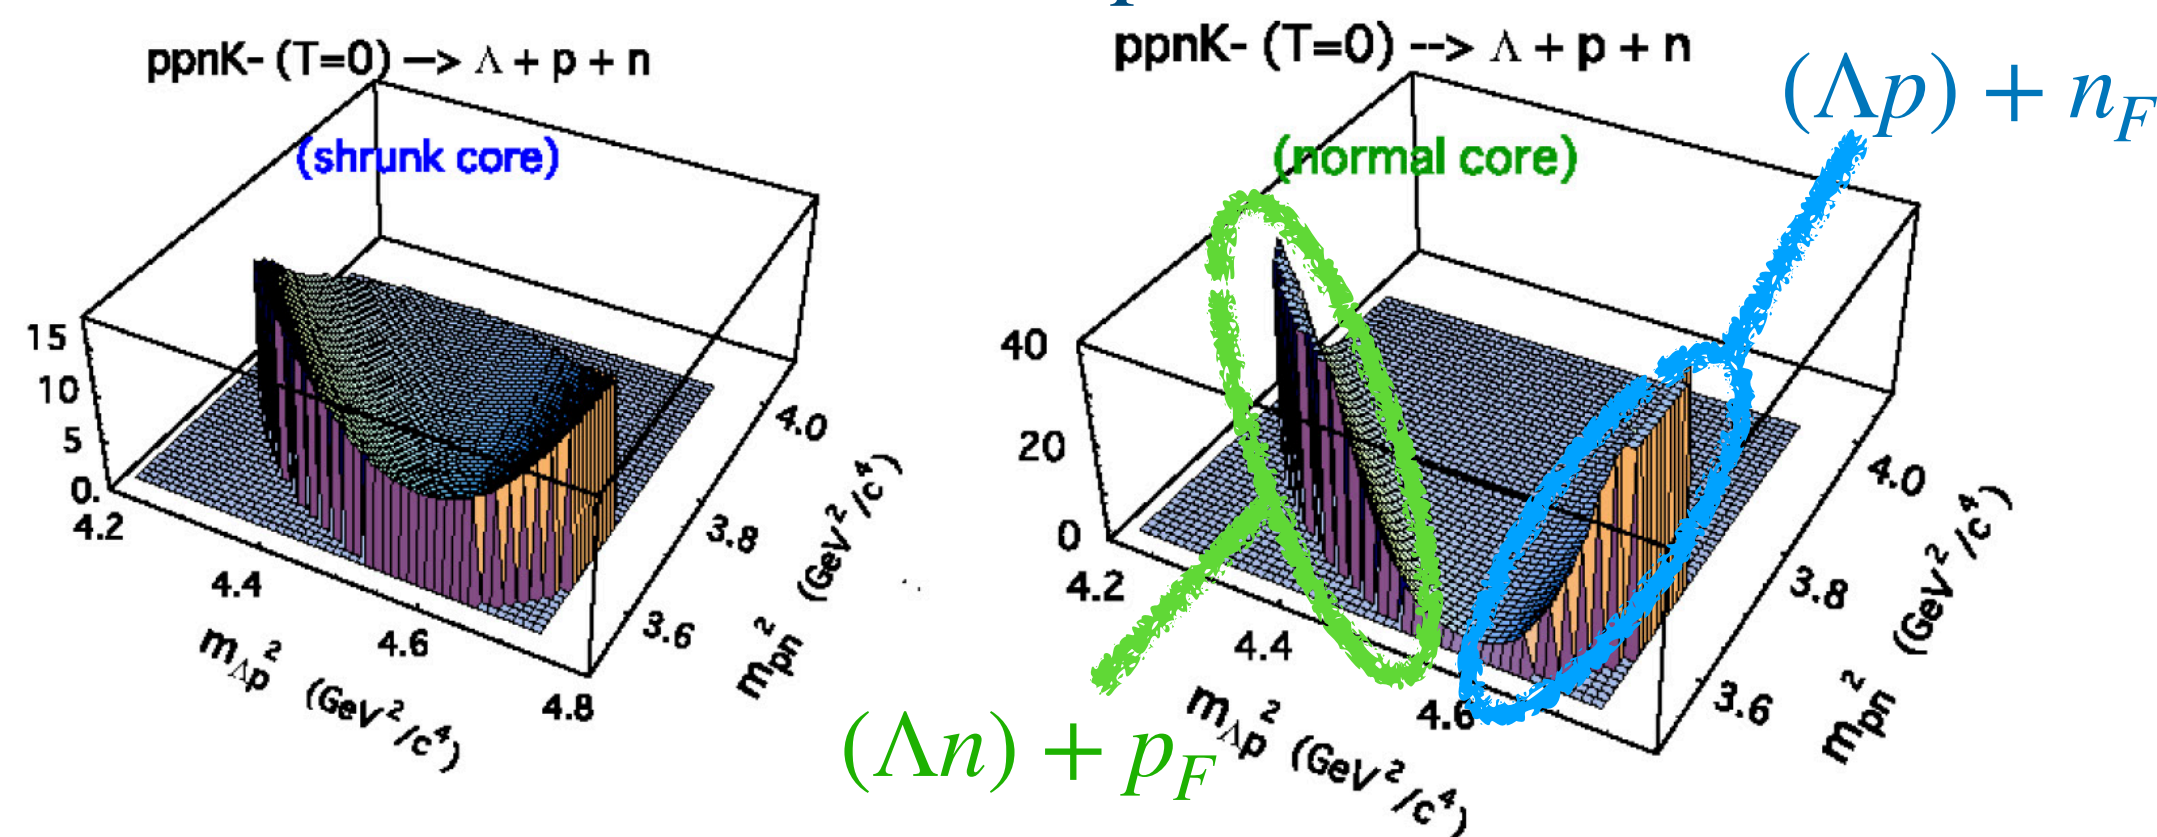 ppnK- (T=0) —> Λ + p + n
(shrunk core)
15
10
5
0.
4.2
4.4
4.6
4.8
m_Λp^2 (GeV^2/c^4)
3.6
3.8
4.0
m_pn^2 (GeV^2/c^4)
ppnK- (T=0) --> Λ + p + n
(normal core)
(Λp) + n_F
40
20
0
4.2
4.4
4.6
m_Λp^2 (GeV^2/c^4)
3.6
3.8
4.0
m_pn^2 (GeV^2/c^4)
(Λn) + p_F